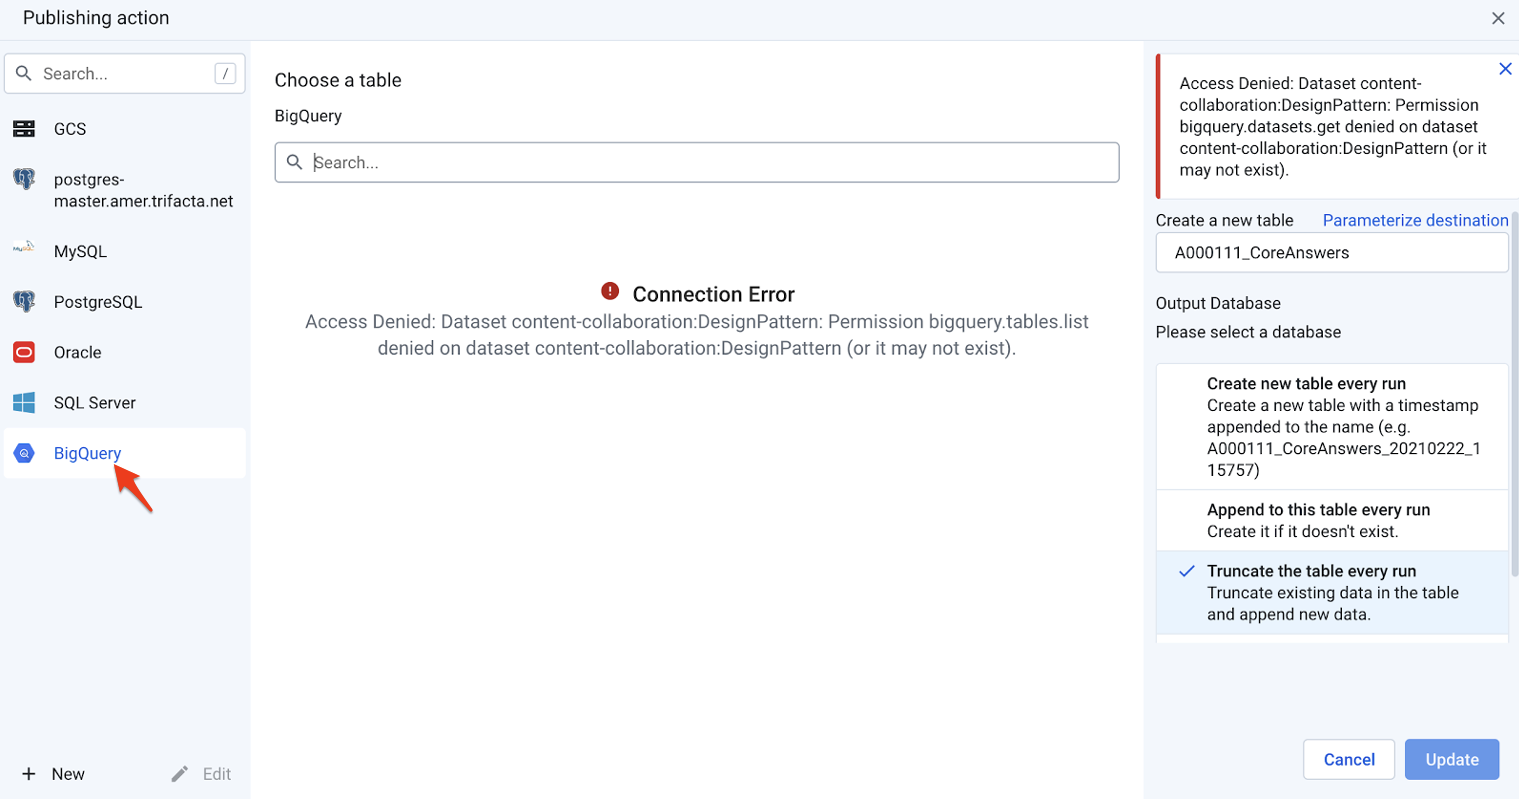 Publishing action
Search...
/
GCS
postgres-
master.amer.trifacta.net
MySQL
PostgreSQL
Oracle
SQL Server
BigQuery
New
Edit
Choose a table
BigQuery
Search...
Connection Error
Access Denied: Dataset content-collaboration:DesignPattern: Permission bigquery.tables.list
denied on dataset content-collaboration:DesignPattern (or it may not exist).
Access Denied: Dataset content-
collaboration:DesignPattern: Permission
bigquery.datasets.get denied on dataset
content-collaboration:DesignPattern (or it
may not exist).
Create a new table Parameterize destination
A000111_CoreAnswers
Output Database
Please select a database
Create new table every run
Create a new table with a timestamp
appended to the name (e.g.
A000111_CoreAnswers_20210222_1
15757)
Append to this table every run
Create it if it doesn't exist.
Truncate the table every run
Truncate existing data in the table
and append new data.
Cancel
Update